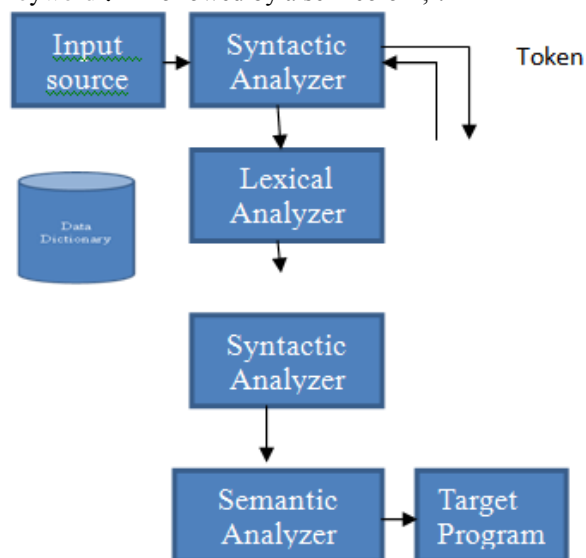 Input
source
Syntactic
Analyzer
Token
Lexical
Analyzer
Data
Dictionary
Syntactic
Analyzer
Semantic
Analyzer
Target
Program